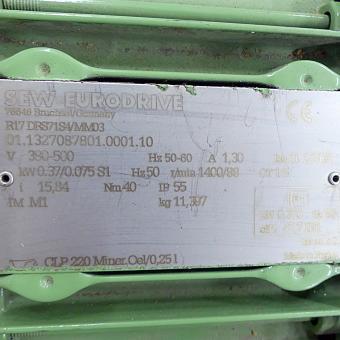 SEW EURODRIVE
76646 Bruchsal/Germany
R17 DRS71S4/MM03
01.1327087801.0001.10
V 380-500 Hz 50-60 A 1,30
kW 0.37/0.075 S1 Hz 50 r/min 1400/88
i 15,84 Nm 40 IP 55
IM M1 kg 11,397
CLP 220 Miner.Oel/0,25 l